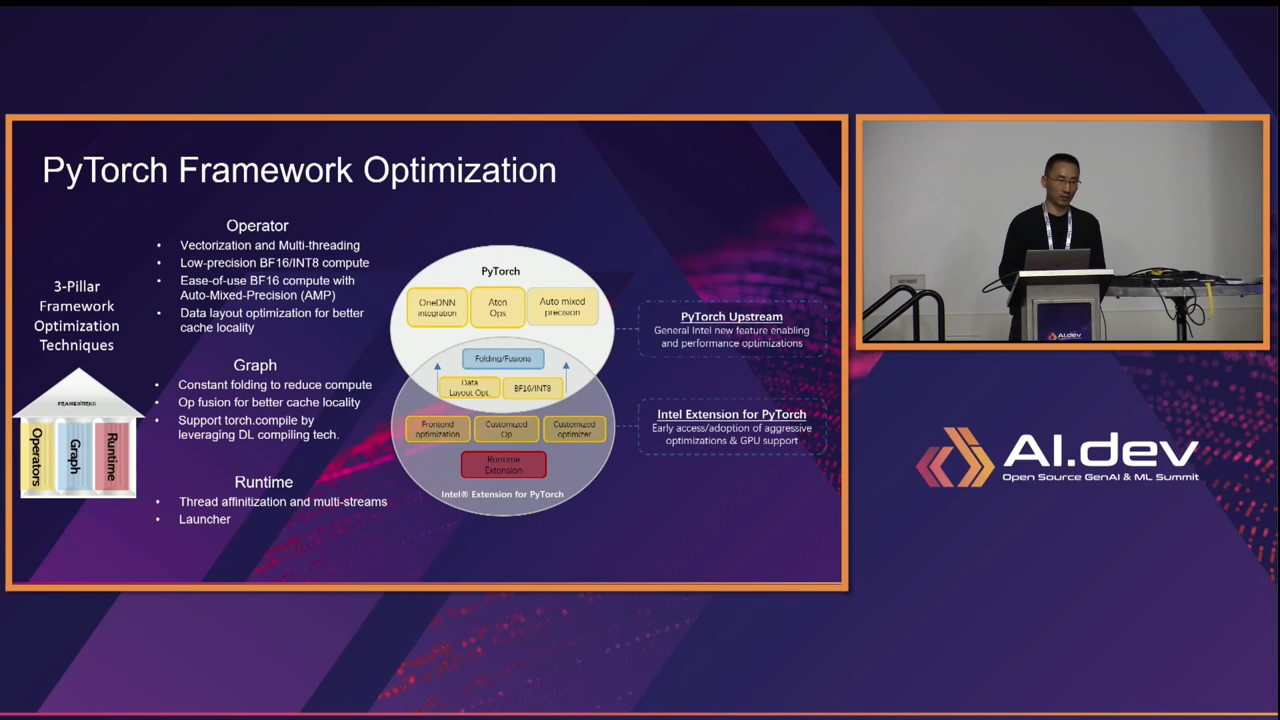 PyTorch Framework Optimization
3-Pillar
Framework
Optimization
Techniques
FRAMEWORKS
Operators
Graph
Runtime
Operator
• Vectorization and Multi-threading
• Low-precision BF16/INT8 compute
• Ease-of-use BF16 compute with
Auto-Mixed-Precision (AMP)
• Data layout optimization for better
cache locality
Graph
• Constant folding to reduce compute
• Op fusion for better cache locality
• Support torch.compile by
leveraging DL compiling tech.
Runtime
• Thread affinitization and multi-streams
• Launcher
PyTorch
OneDNN
integration
Aten
Ops
Auto mixed
precision
Folding/Fusions
Data
Layout Opt.
BF16/INT8
Frontend
optimization
Customized
Op
Customized
optimizer
Runtime
Extension
Intel® Extension for PyTorch
PyTorch Upstream
General Intel new feature enabling
and performance optimizations
Intel Extension for PyTorch
Early access/adoption of aggressive
optimizations & GPU support
AI.dev
AI.dev
Open Source GenAI & ML Summit